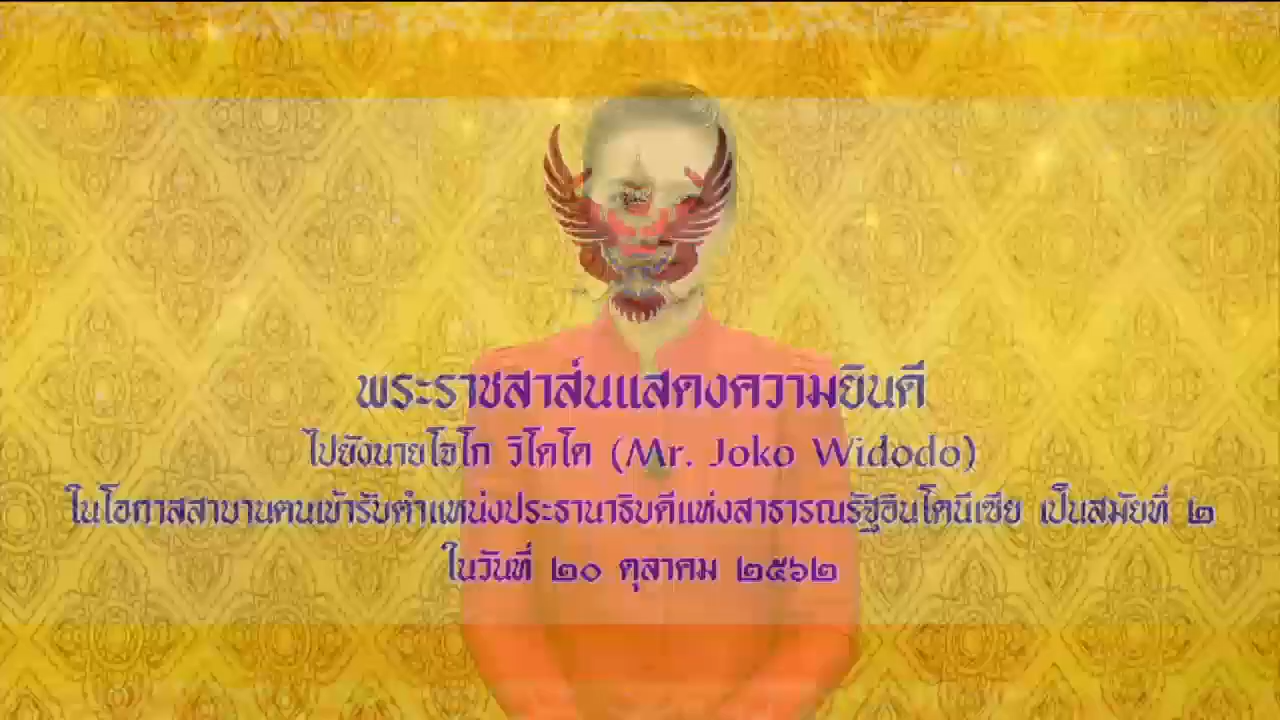 พระราชสาส์นแสดงความยินดี
ไปยังนายโจโก วิโดโด (Mr. Joko Widodo)
ในโอกาสสาบานตนเข้ารับตำแหน่งประธานาธิบดีแห่งสาธารณรัฐอินโดนีเซีย เป็นสมัยที่ ๒
ในวันที่ ๒๐ ตุลาคม ๒๕๖๒